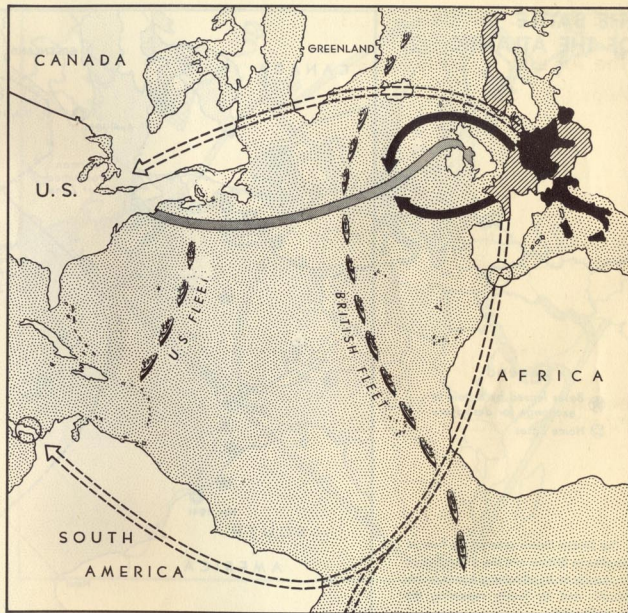 CANADA
GREENLAND
U.S.
U.S. FLEET
BRITISH FLEET
AFRICA
SOUTH
AMERICA